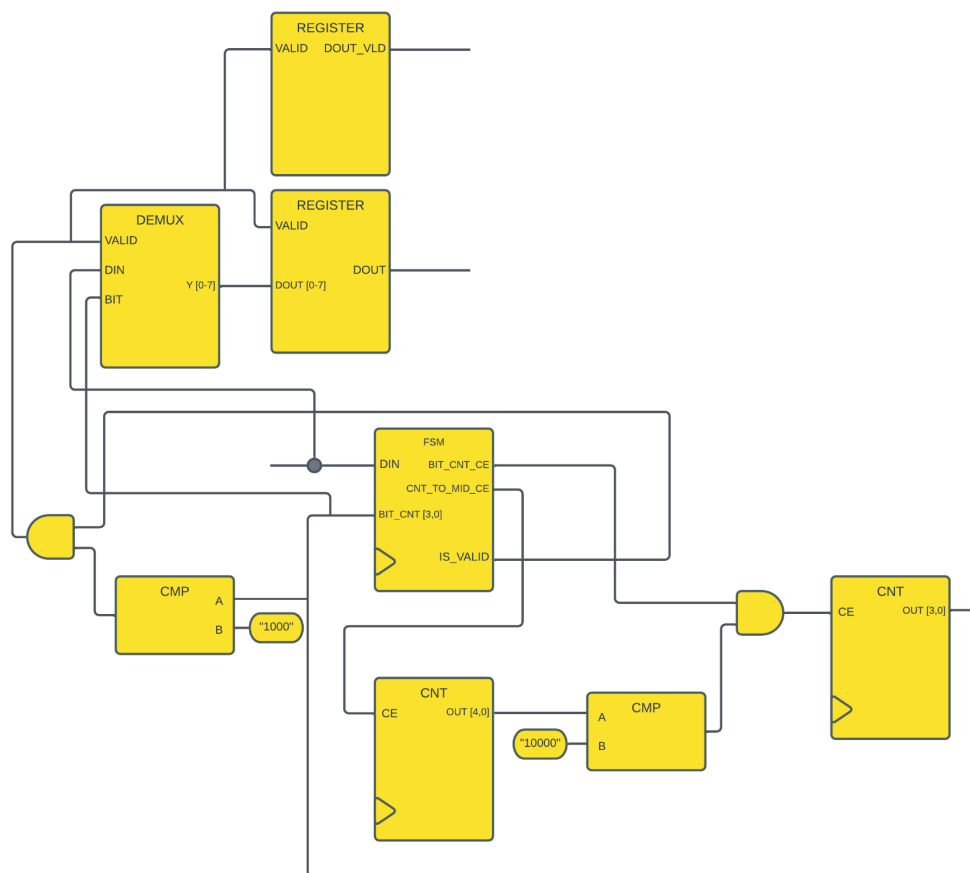 REGISTER
VALID DOUT_VLD
REGISTER
VALID
DOUT
DOUT [0-7]
DEMUX
VALID
DIN
Y [0-7]
BIT
FSM
DIN
BIT_CNT_CE
CNT_TO_MID_CE
BIT_CNT [3,0]
IS_VALID
CMP
A
B
"1000"
CNT
CE
OUT [4,0]
"10000"
CMP
A
B
CNT
CE
OUT [3,0]